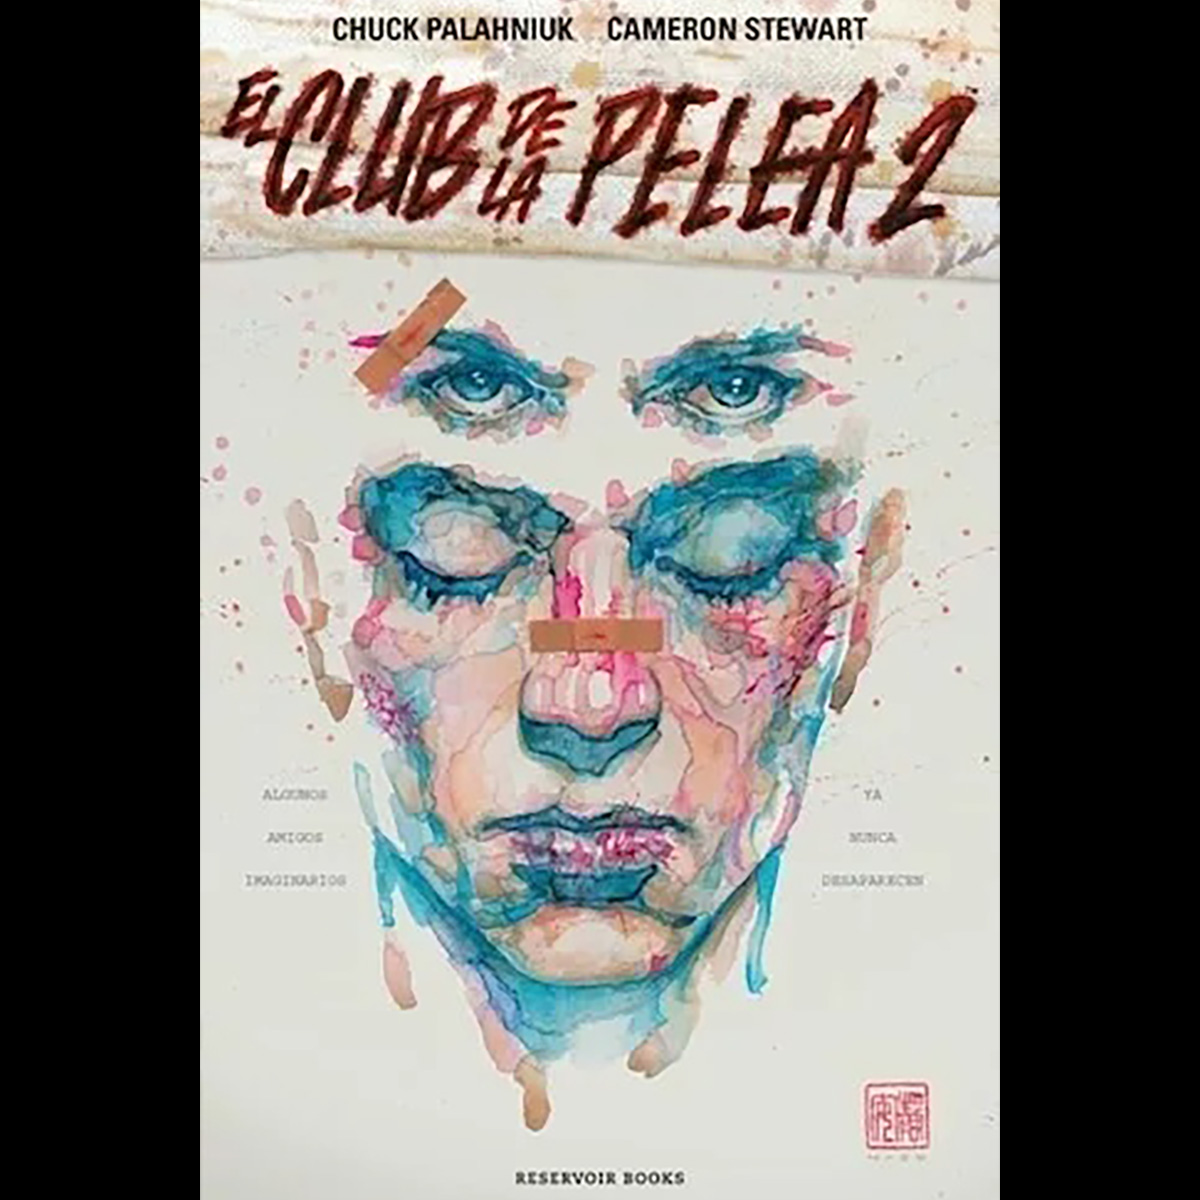 CHUCK PALAHNIUK CAMERON STEWART
EL CLUB DE LA PELEA 2
ALGUNOS
AMIGOS
IMAGINARIOS
YA
NUNCA
DESAPARECEN
RESERVOIR BOOKS